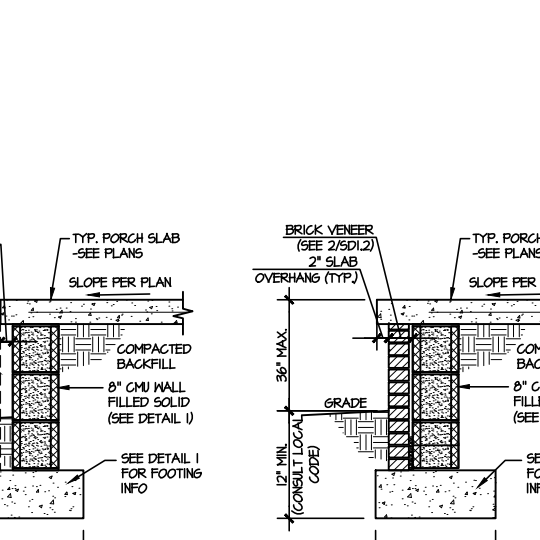 TYP. PORCH SLAB
-SEE PLANS
SLOPE PER PLAN
COMPACTED
BACKFILL
8" CMU WALL
FILLED SOLID
(SEE DETAIL 1)
SEE DETAIL 1
FOR FOOTING
INFO
BRICK VENEER
(SEE 2/SD1.2)
2" SLAB
OVERHANG (TYP.)
36" MAX.
GRADE
12" MIN.
(CONSULT LOCAL
CODE)
TYP. PORCH
-SEE PLANS
SLOPE PER
8"